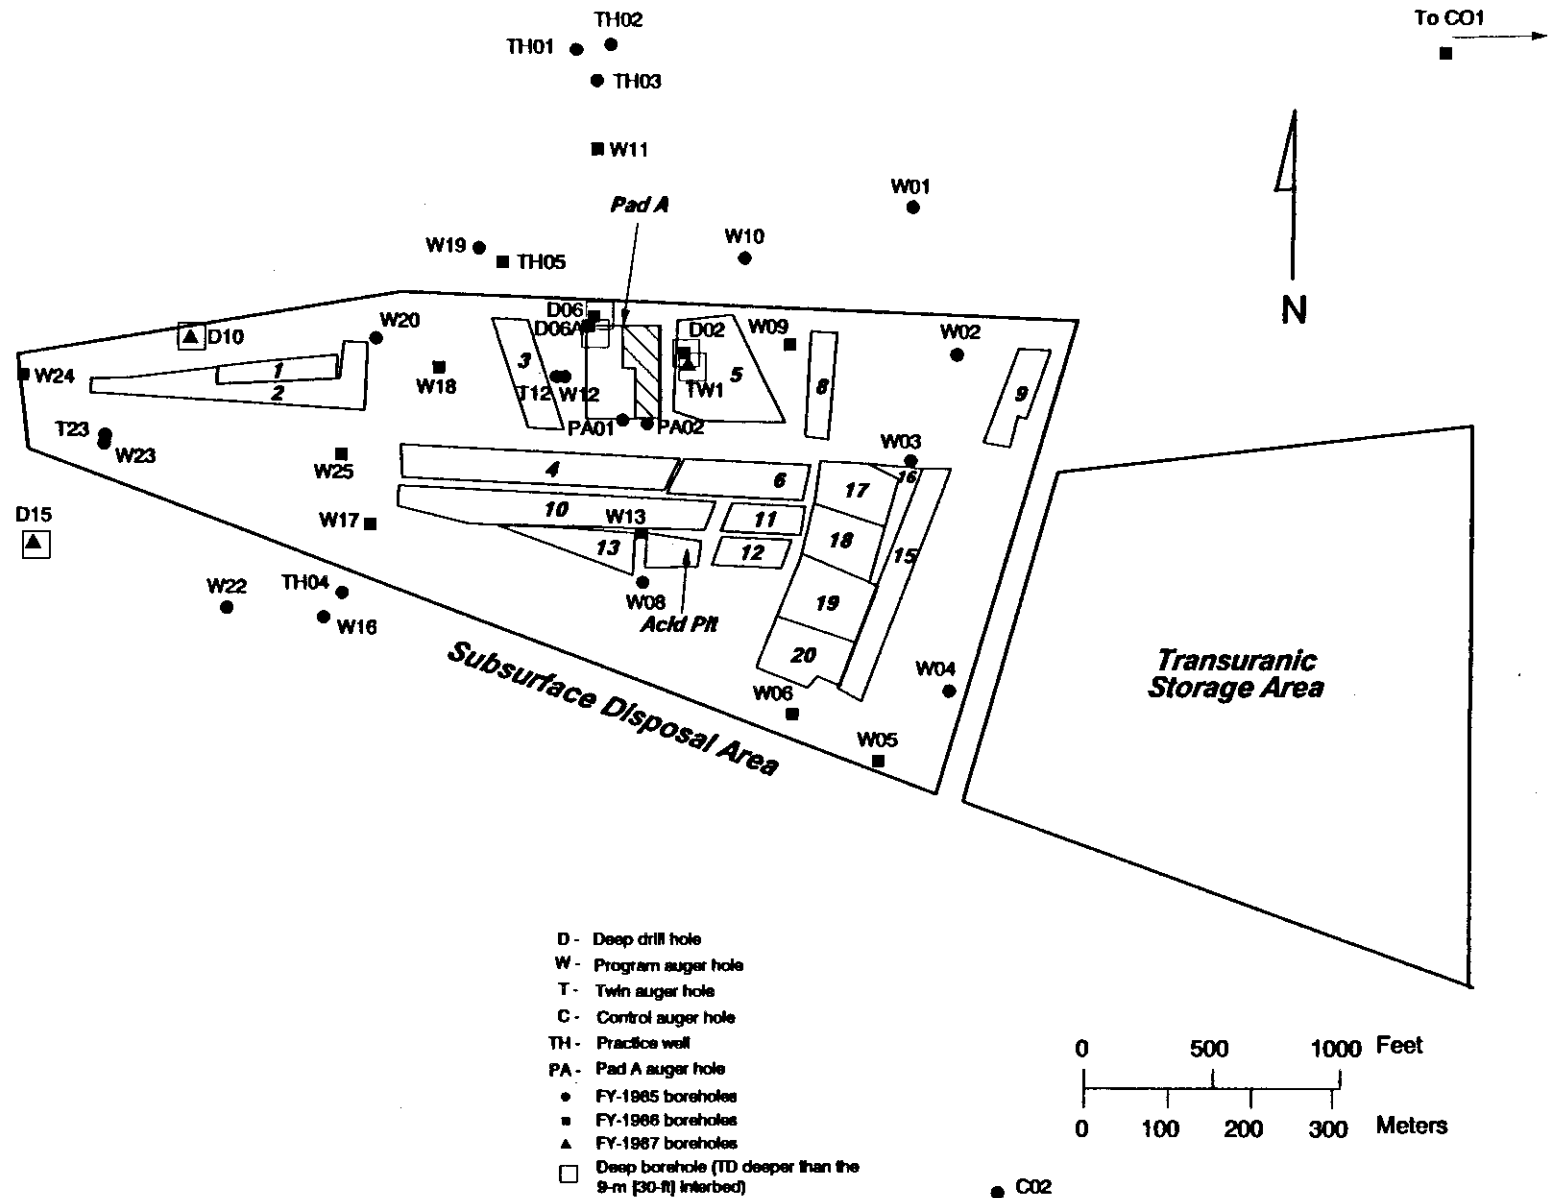 TH02
To CO1
TH01
TH03
W11
W01
Pad A
W10
W19
TH05
N
D06
D06A
D02
W09
W02
W20
D10
1
2
W24
W18
3
T12
W12
TW1
5
8
9
PA01
PA02
T23
W23
W25
W03
4
6
17
16
10
W13
11
W17
D15
13
12
18
15
TH04
W22
W16
W08
Acid Pit
19
20
W04
W06
W05
Subsurface Disposal Area
Transuranic
Storage Area
D - Deep drill hole
W - Program auger hole
T - Twin auger hole
C - Control auger hole
TH - Practice well
PA - Pad A auger hole
FY-1985 boreholes
FY-1986 boreholes
FY-1987 boreholes
Deep borehole (TD deeper than the
9-m [30-ft] interbed)
0 500 1000 Feet
0 100 200 300 Meters
C02